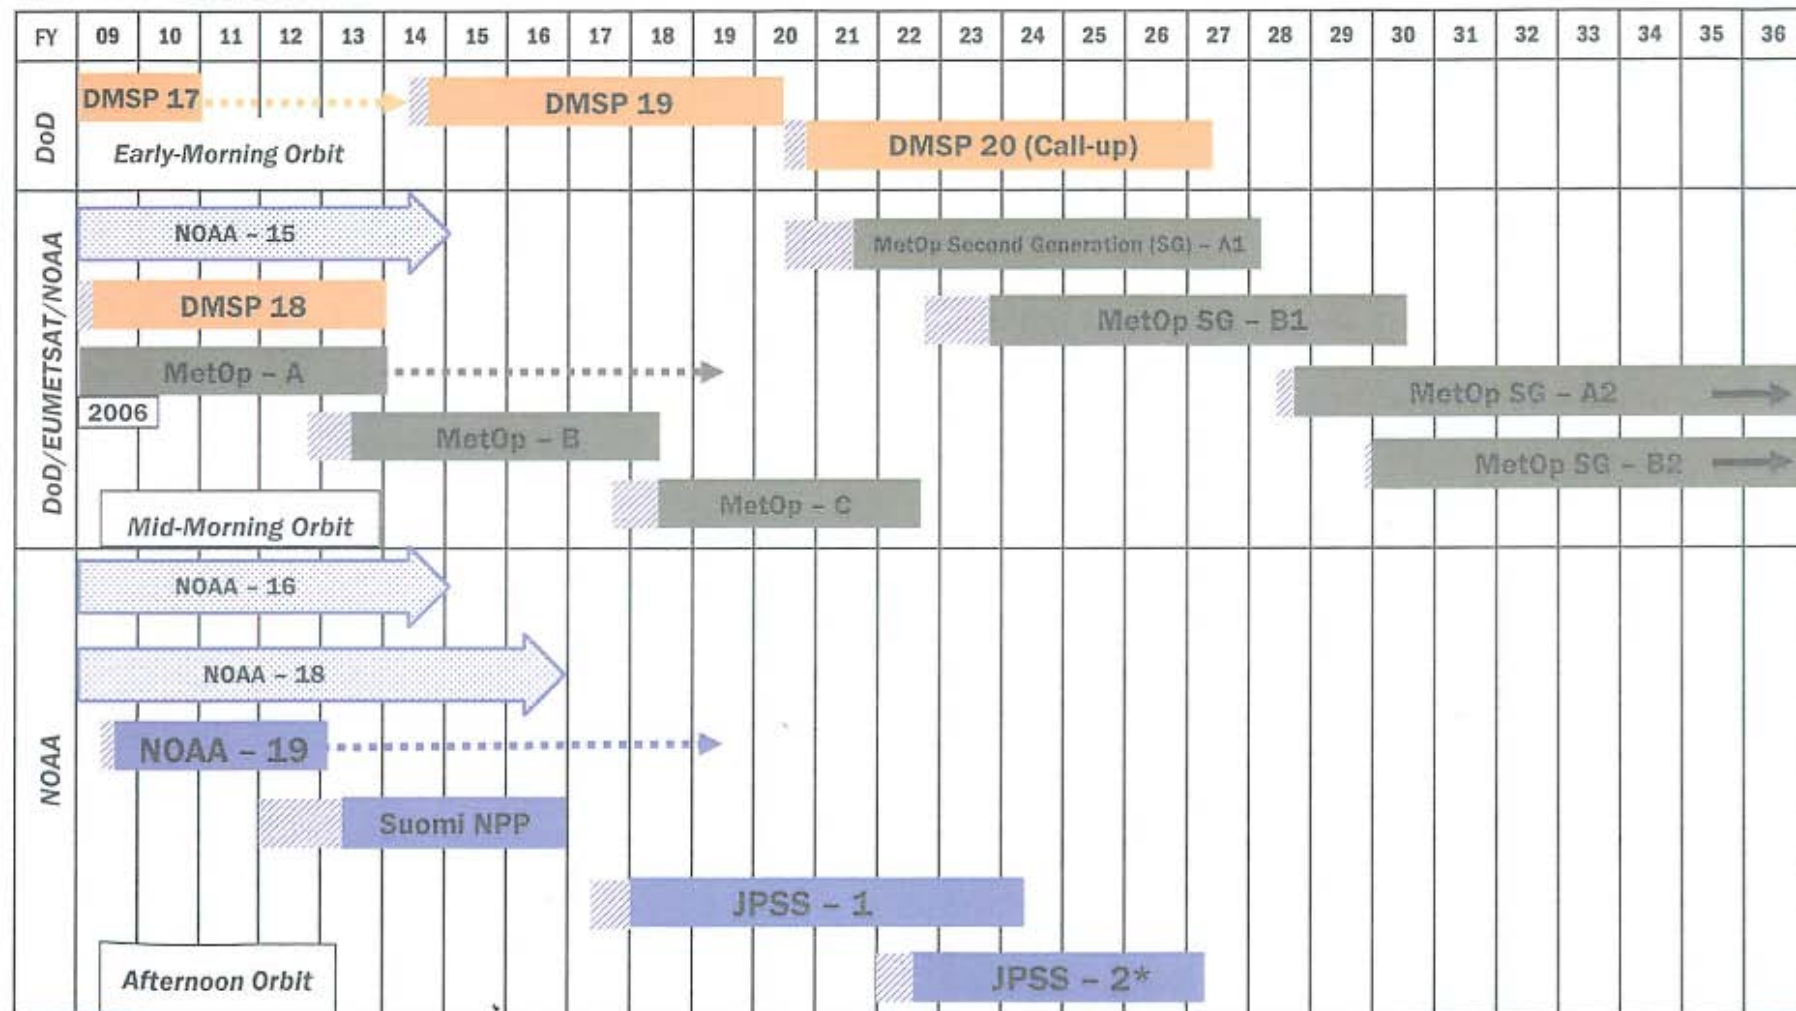 FY 09 10 11 12 13 14 15 16 17 18 19 20 21 22 23 24 25 26 27 28 29 30 31 32 33 34 35 36
DoD
DMSP 17
DMSP 19
DMSP 20 (Call-up)
Early-Morning Orbit
DoD/EUMETSAT/NOAA
NOAA – 15
MetOp Second Generation (SG) – A1
DMSP 18
MetOp SG – B1
MetOp – A
MetOp SG – A2
2006
MetOp – B
MetOp SG – B2
MetOp – C
Mid-Morning Orbit
NOAA
NOAA – 16
NOAA – 18
NOAA – 19
Suomi NPP
JPSS – 1
JPSS – 2*
Afternoon Orbit